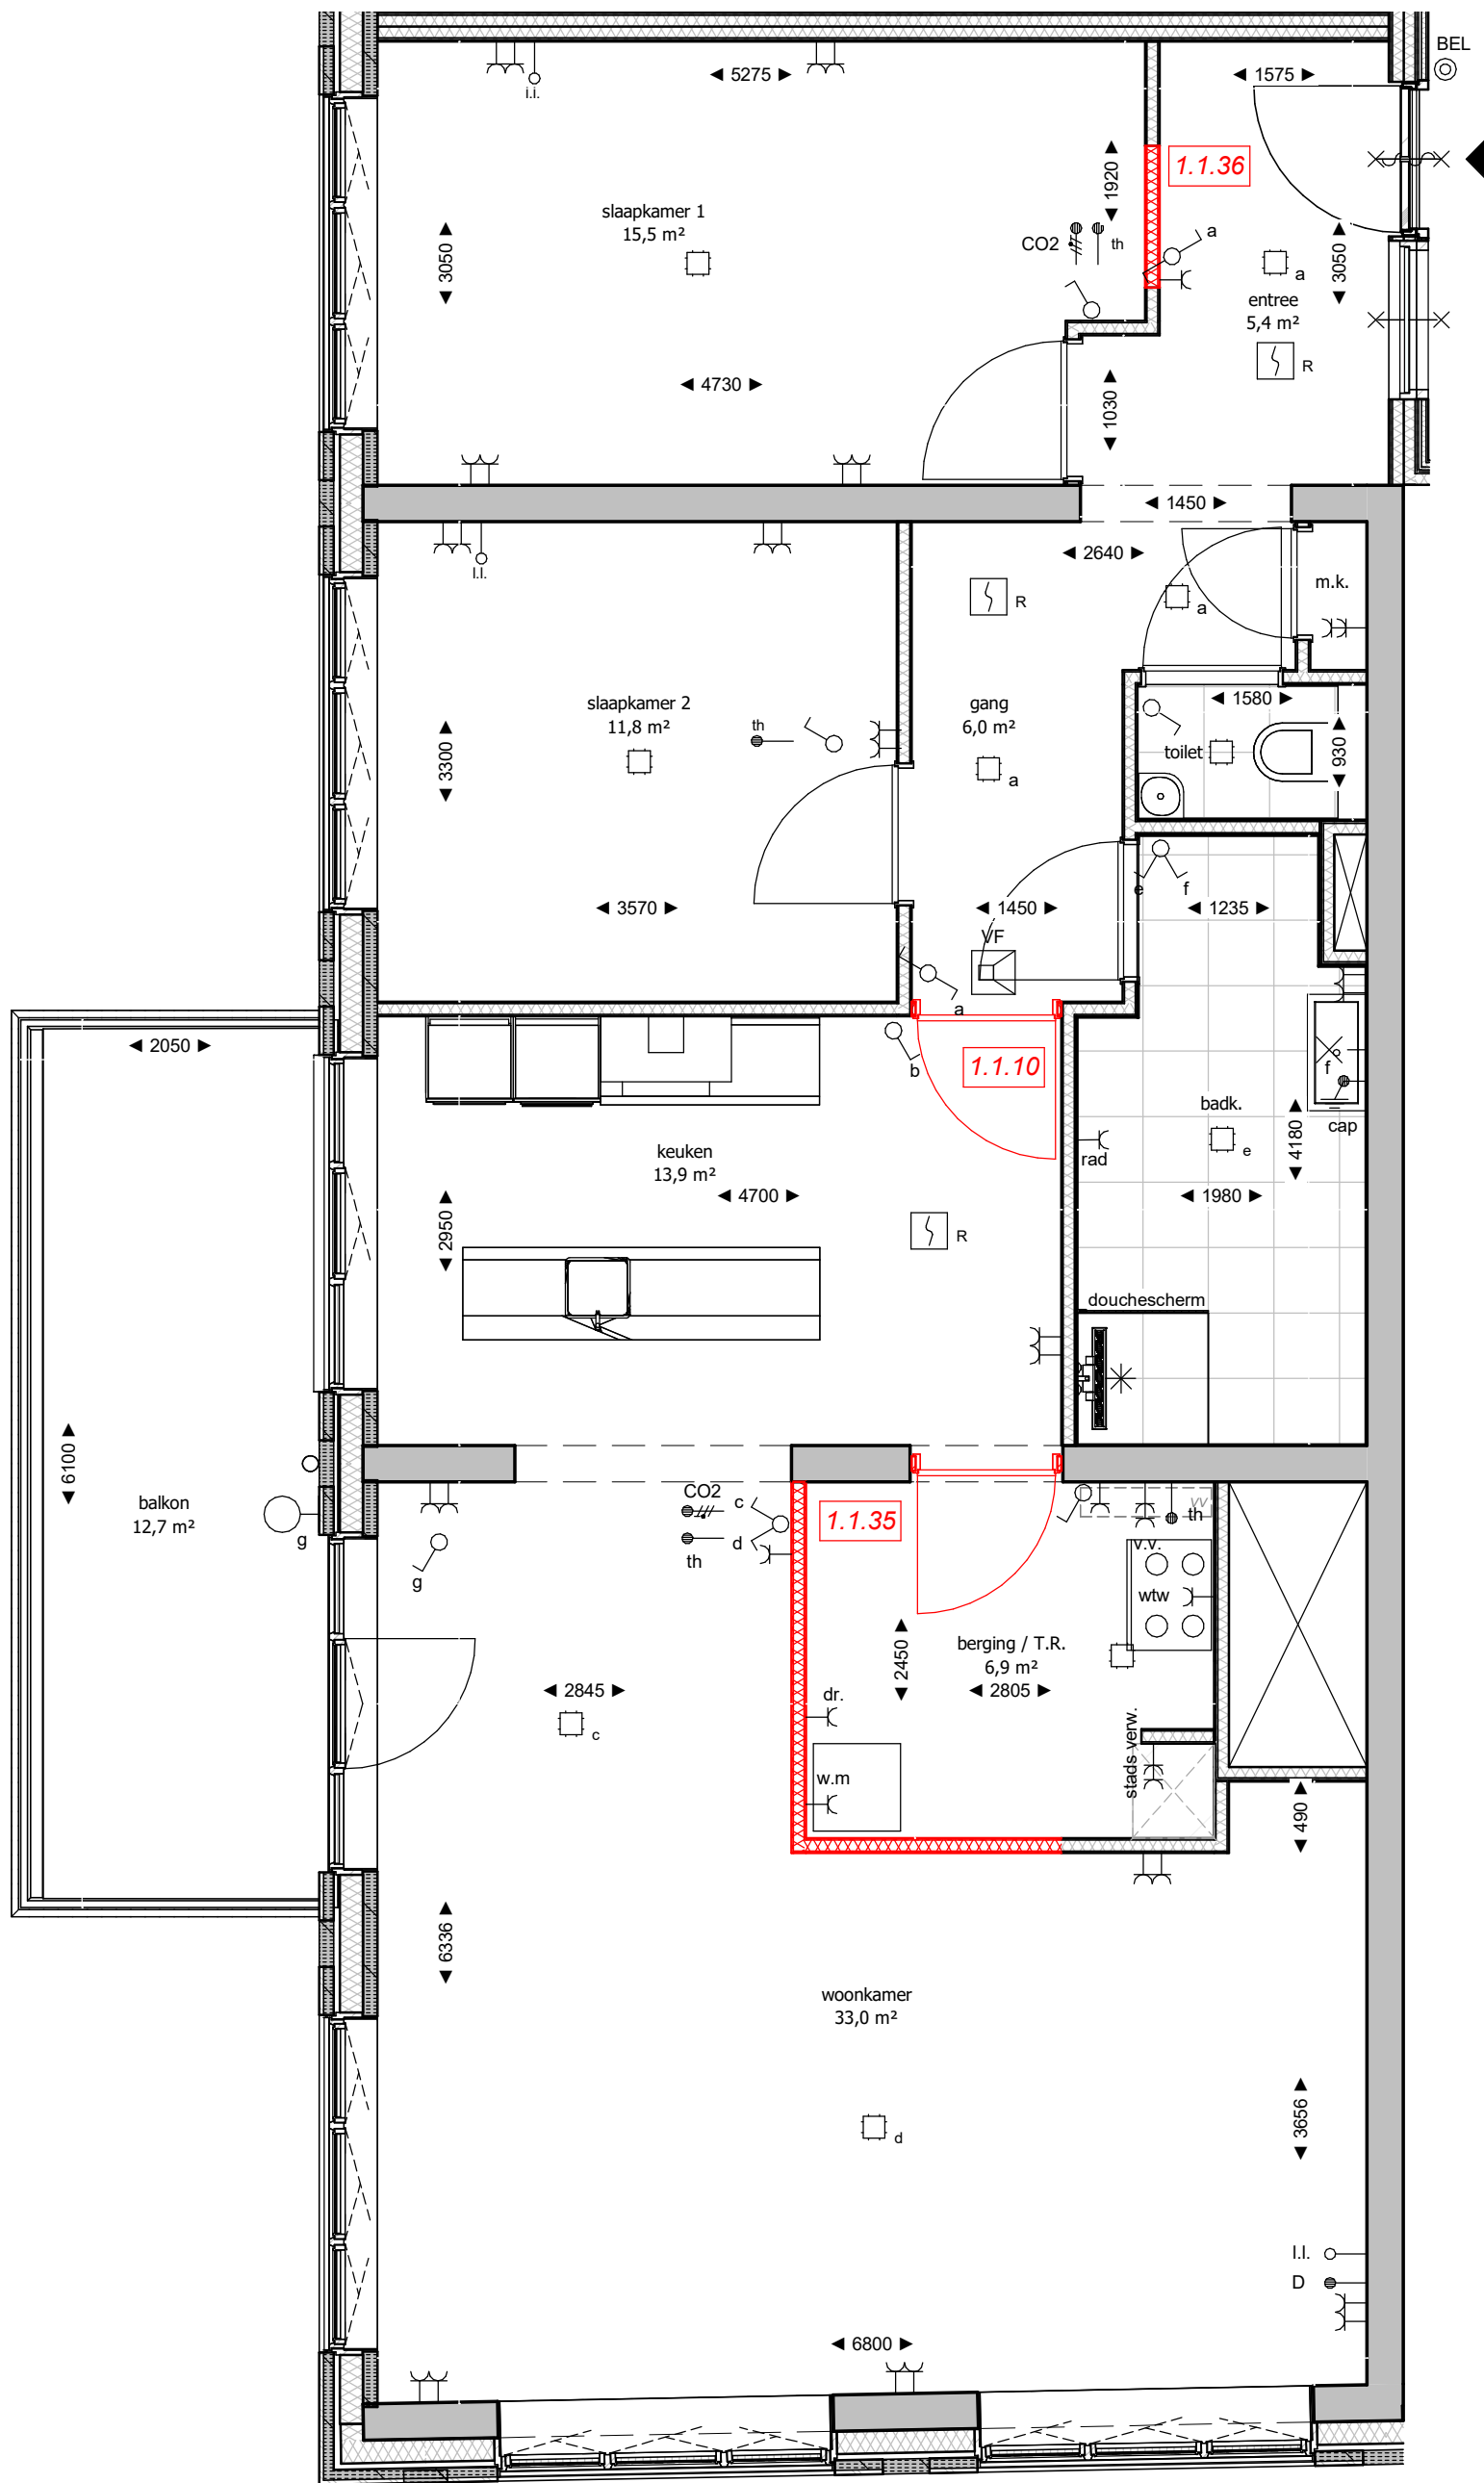 BEL
◄ 5275 ►
◄ 1575 ►
i.i.
◄ 1920 ►
1.1.36
slaapkamer 1
15,5 m²
CO2
th
a
a
◄ 3050 ►
◄ 3050 ►
entree
5,4 m²
R
◄ 4730 ►
◄ 1030 ►
◄ 1450 ►
◄ 2640 ►
l.l.
R
a
m.k.
slaapkamer 2
11,8 m²
th
gang
6,0 m²
a
◄ 1580 ►
toilet
◄ 930 ►
◄ 3300 ►
e
f
◄ 3570 ►
◄ 1450 ►
◄ 1235 ►
VF
a
◄ 2050 ►
b
1.1.10
f
cap
badk.
e
◄ 4180 ►
rad
keuken
13,9 m²
◄ 4700 ►
◄ 1980 ►
◄ 2950 ►
R
douchescherm
◄ 6100 ►
balkon
12,7 m²
g
g
CO2
c
d
th
1.1.35
vv
th
v.v.
wtw
◄ 2450 ►
berging / T.R.
6,9 m²
◄ 2805 ►
◄ 2845 ►
c
dr.
w.m
stads verw.
◄ 490 ►
◄ 6336 ►
woonkamer
33,0 m²
◄ 3656 ►
d
l.l.
D
◄ 6800 ►